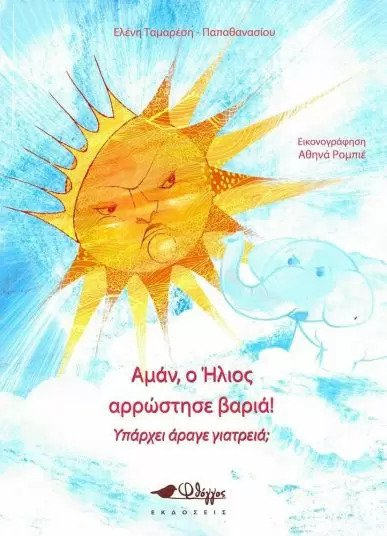 Ελένη Ταμαρέση - Παπαθανασίου
Εικονογράφηση
Αθηνά Ρομπιέ
Αμάν, ο Ήλιος
αρρώστησε βαριά!
Υπάρχει άραγε γιατρειά;
Φθόγγος
ΕΚΔΟΣΕΙΣ